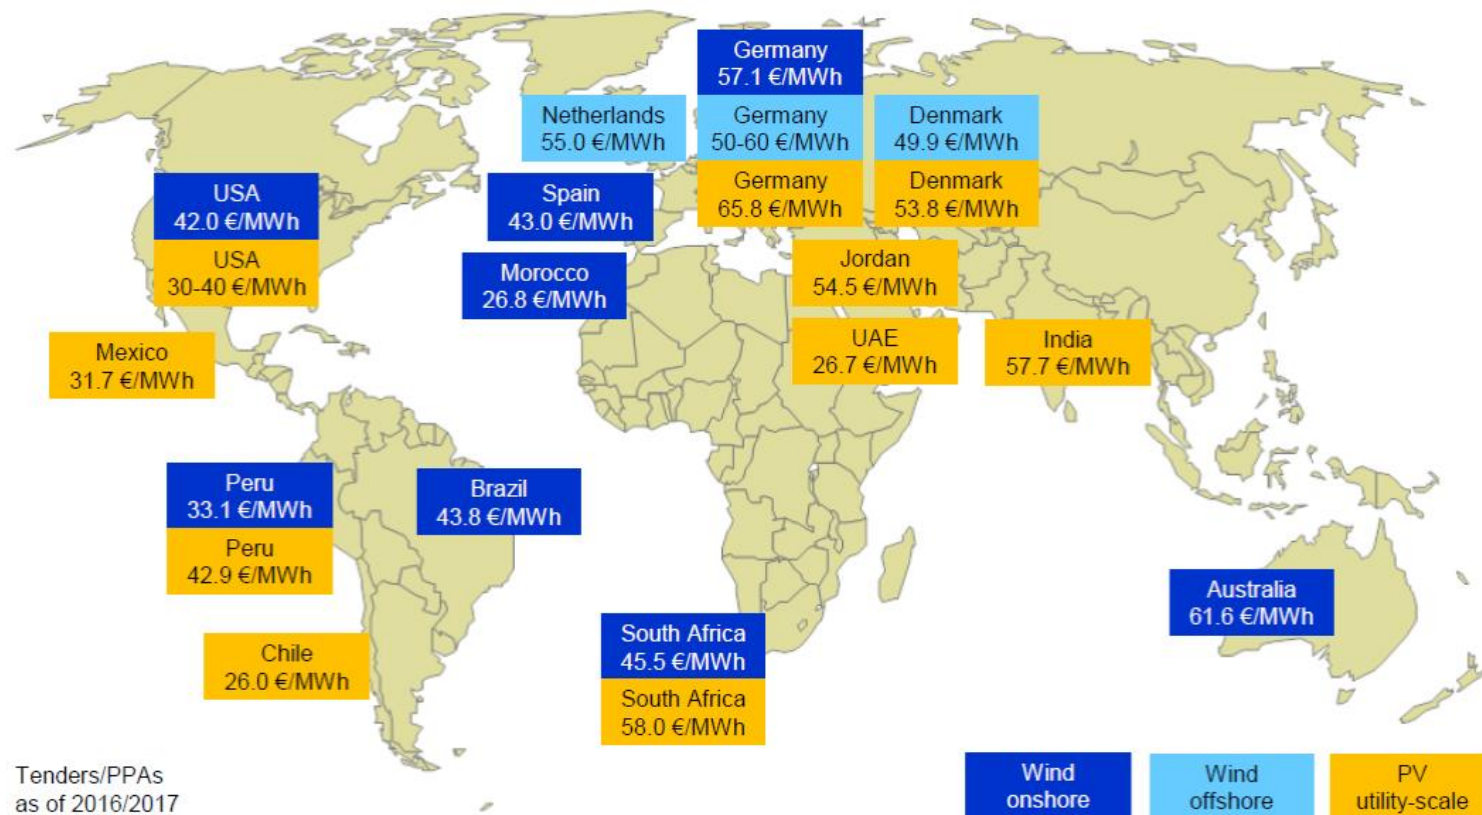 Germany
57.1 €/MWh
Netherlands
55.0 €/MWh
Germany
50-60 €/MWh
Denmark
49.9 €/MWh
Germany
65.8 €/MWh
Denmark
53.8 €/MWh
USA
42.0 €/MWh
USA
30-40 €/MWh
Spain
43.0 €/MWh
Morocco
26.8 €/MWh
Jordan
54.5 €/MWh
UAE
26.7 €/MWh
India
57.7 €/MWh
Mexico
31.7 €/MWh
Peru
33.1 €/MWh
Peru
42.9 €/MWh
Brazil
43.8 €/MWh
Chile
26.0 €/MWh
South Africa
45.5 €/MWh
South Africa
58.0 €/MWh
Australia
61.6 €/MWh
Tenders/PPAs
as of 2016/2017
Wind
onshore
Wind
offshore
PV
utility-scale